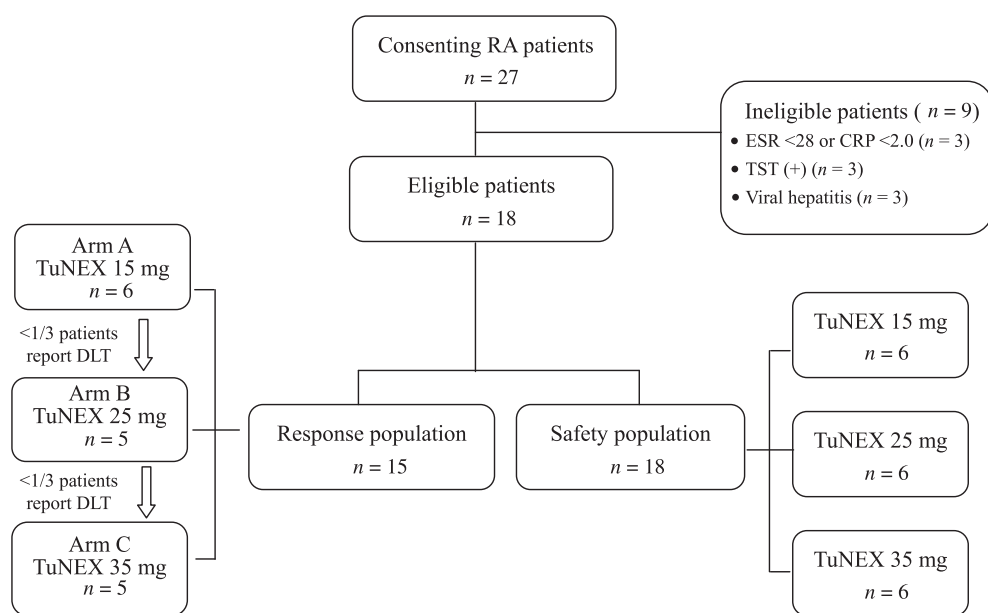 Consenting RA patients
n = 27
Ineligible patients ( n = 9)
• ESR <28 or CRP <2.0 (n = 3)
• TST (+) (n = 3)
• Viral hepatitis (n = 3)
Eligible patients
n = 18
Arm A
TuNEX 15 mg
n = 6
<1/3 patients
report DLT
Arm B
TuNEX 25 mg
n = 5
<1/3 patients
report DLT
Arm C
TuNEX 35 mg
n = 5
Response population
n = 15
Safety population
n = 18
TuNEX 15 mg
n = 6
TuNEX 25 mg
n = 6
TuNEX 35 mg
n = 6